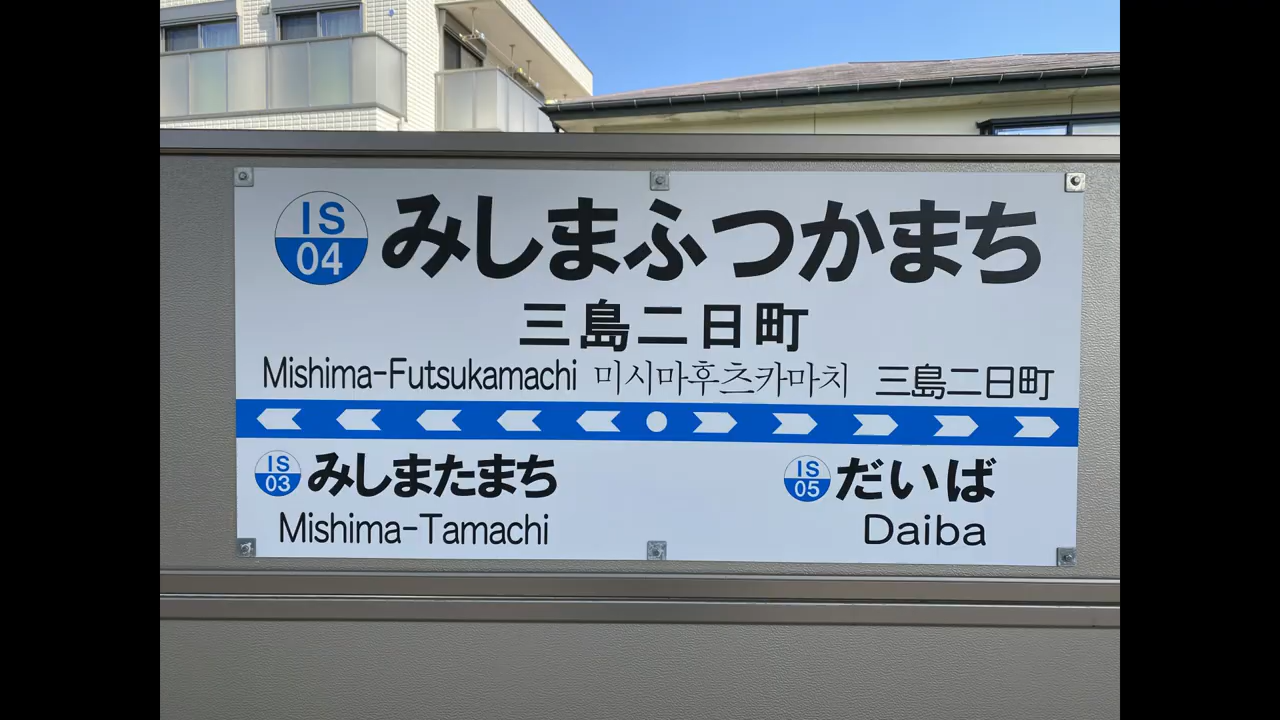 IS
04
みしまふつかまち
三島二日町
Mishima-Futsukamachi 미시마후츠카마치 三島二日町
IS
03
みしまたまち
Mishima-Tamachi
IS
05
だいば
Daiba